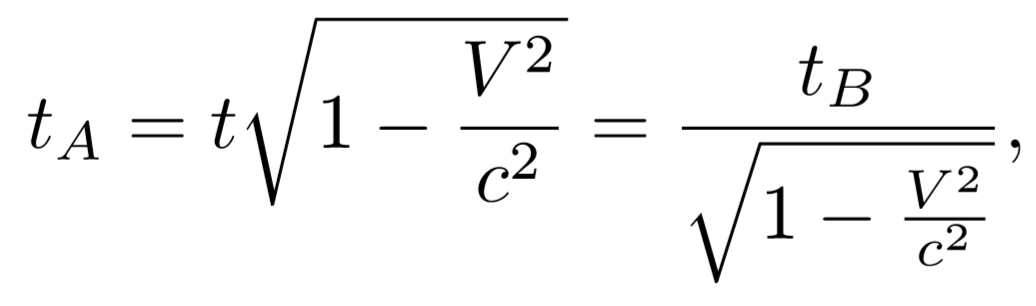 $t_A = t\sqrt{1 - \frac{V^2}{c^2}} = \frac{t_B}{\sqrt{1 - \frac{V^2}{c^2}}},$